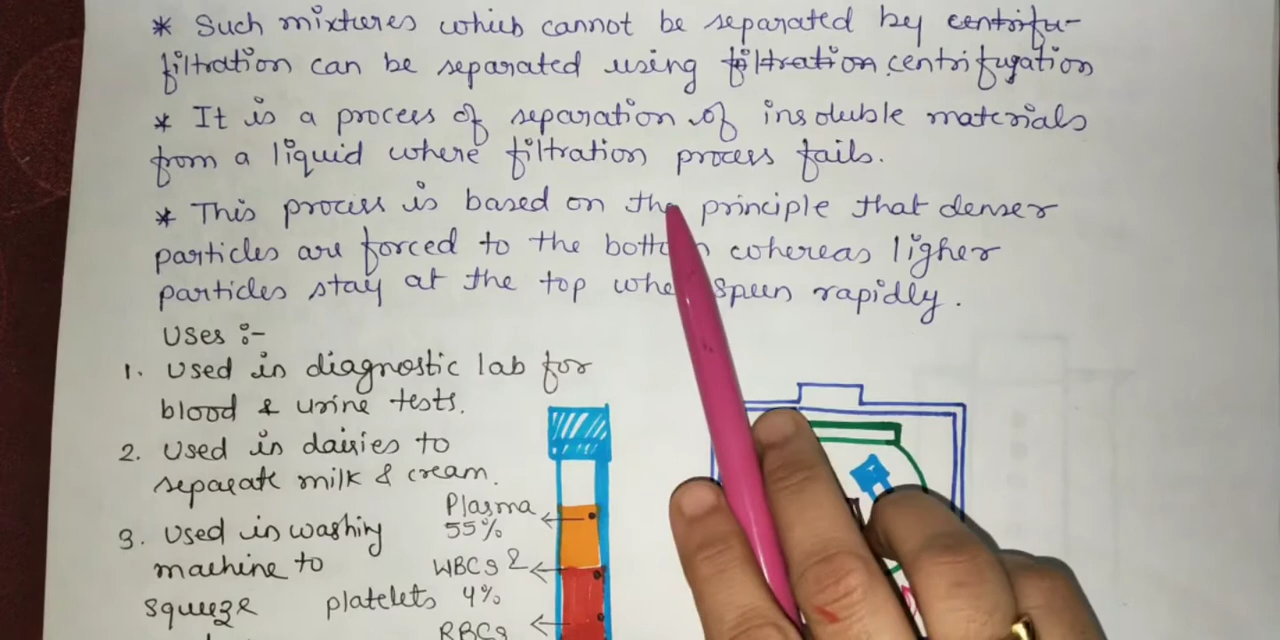 * Such mixtures which cannot be separated by centrifu-
filtration can be separated using filtration centrifugation
* It is a process of separation of insoluble materials
from a liquid where filtration process fails.
* This process is based on the principle that denser
particles are forced to the bottom whereas ligher
particles stay at the top when speen rapidly.
Uses :-
1. Used in diagnostic lab for
blood & urine tests.
2. Used in dairies to
separate milk & cream.
3. Used in washing
machine to
squeeze
Plasma
55%
WBCs &
platelets 4%
RBCs